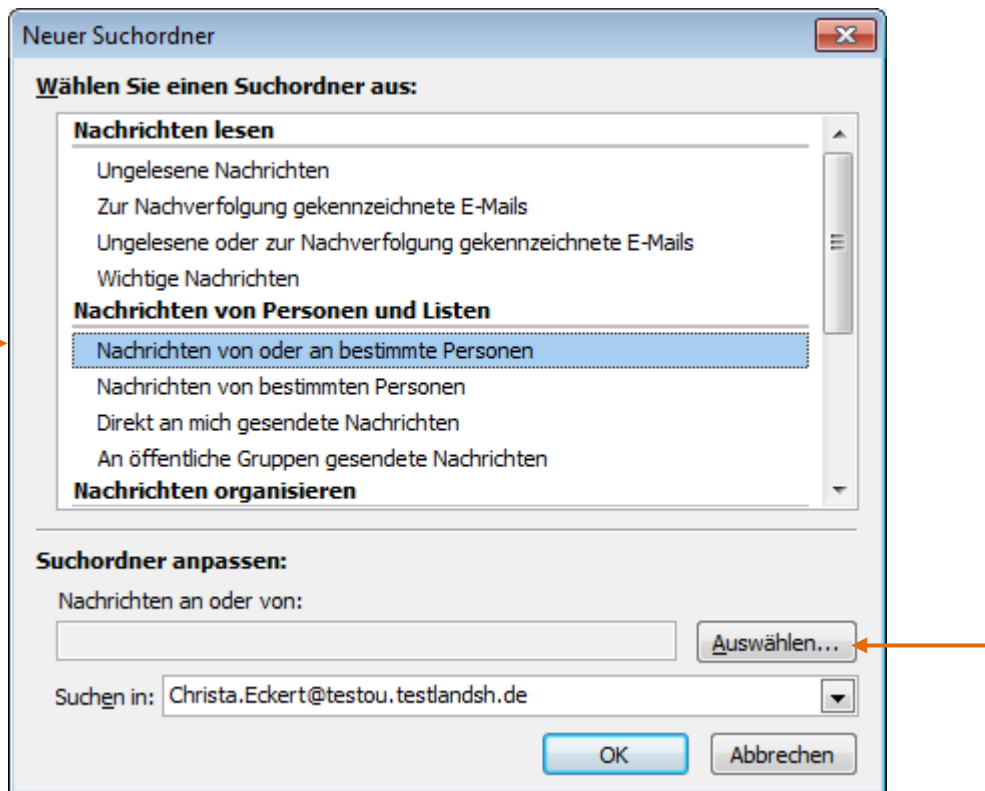 Neuer Suchordner
Wählen Sie einen Suchordner aus:
Nachrichten lesen
Ungelesene Nachrichten
Zur Nachverfolgung gekennzeichnete E-Mails
Ungelesene oder zur Nachverfolgung gekennzeichnete E-Mails
Wichtige Nachrichten
Nachrichten von Personen und Listen
Nachrichten von oder an bestimmte Personen
Nachrichten von bestimmten Personen
Direkt an mich gesendete Nachrichten
An öffentliche Gruppen gesendete Nachrichten
Nachrichten organisieren
Suchordner anpassen:
Nachrichten an oder von:
Auswählen...
Suchen in: Christa.Eckert@testou.testlandsh.de
OK Abbrechen